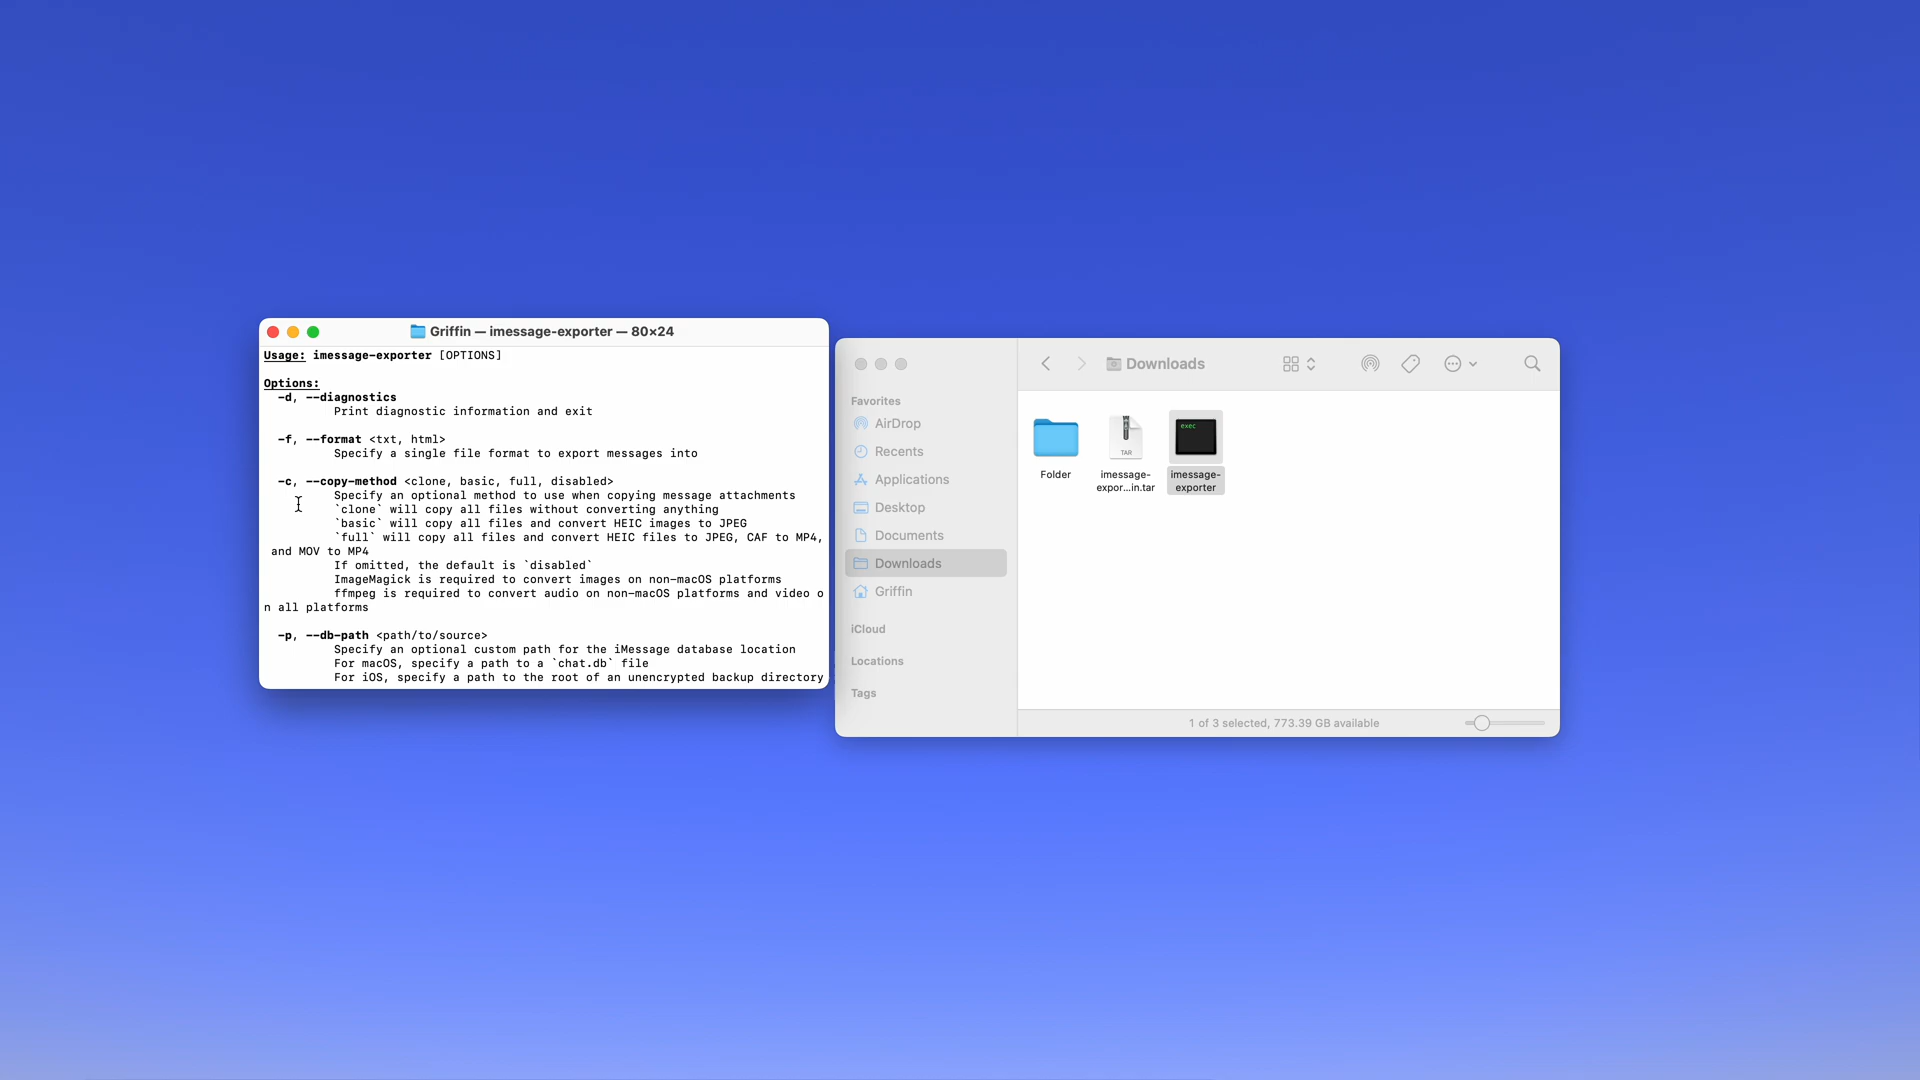 Griffin — imessage-exporter — 80×24
Usage: imessage-exporter [OPTIONS]
Options:
-d, --diagnostics
Print diagnostic information and exit
-f, --format <txt, html>
Specify a single file format to export messages into
-c, --copy-method <clone, basic, full, disabled>
Specify an optional method to use when copying message attachments
`clone` will copy all files without converting anything
`basic` will copy all files and convert HEIC images to JPEG
`full` will copy all files and convert HEIC files to JPEG, CAF to MP4,
and MOV to MP4
If omitted, the default is `disabled`
ImageMagick is required to convert images on non-macOS platforms
ffmpeg is required to convert audio on non-macOS platforms and video o
n all platforms
-p, --db-path <path/to/source>
Specify an optional custom path for the iMessage database location
For macOS, specify a path to a `chat.db` file
For iOS, specify a path to the root of an unencrypted backup directory
Favorites
AirDrop
Recents
Applications
Desktop
Documents
Downloads
Griffin
iCloud
Locations
Tags
Downloads
Folder
TAR
imessage-
expor...in.tar
exec
imessage-
exporter
1 of 3 selected, 773.39 GB available